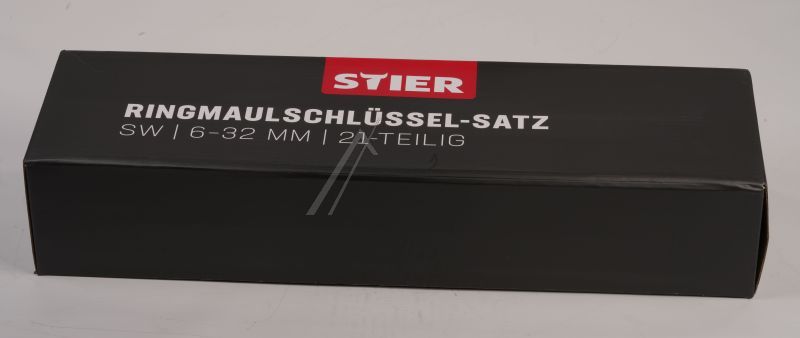 STIER
RINGMAULSCHLÜSSEL-SATZ
SW | 6-32 MM | 21-TEILIG